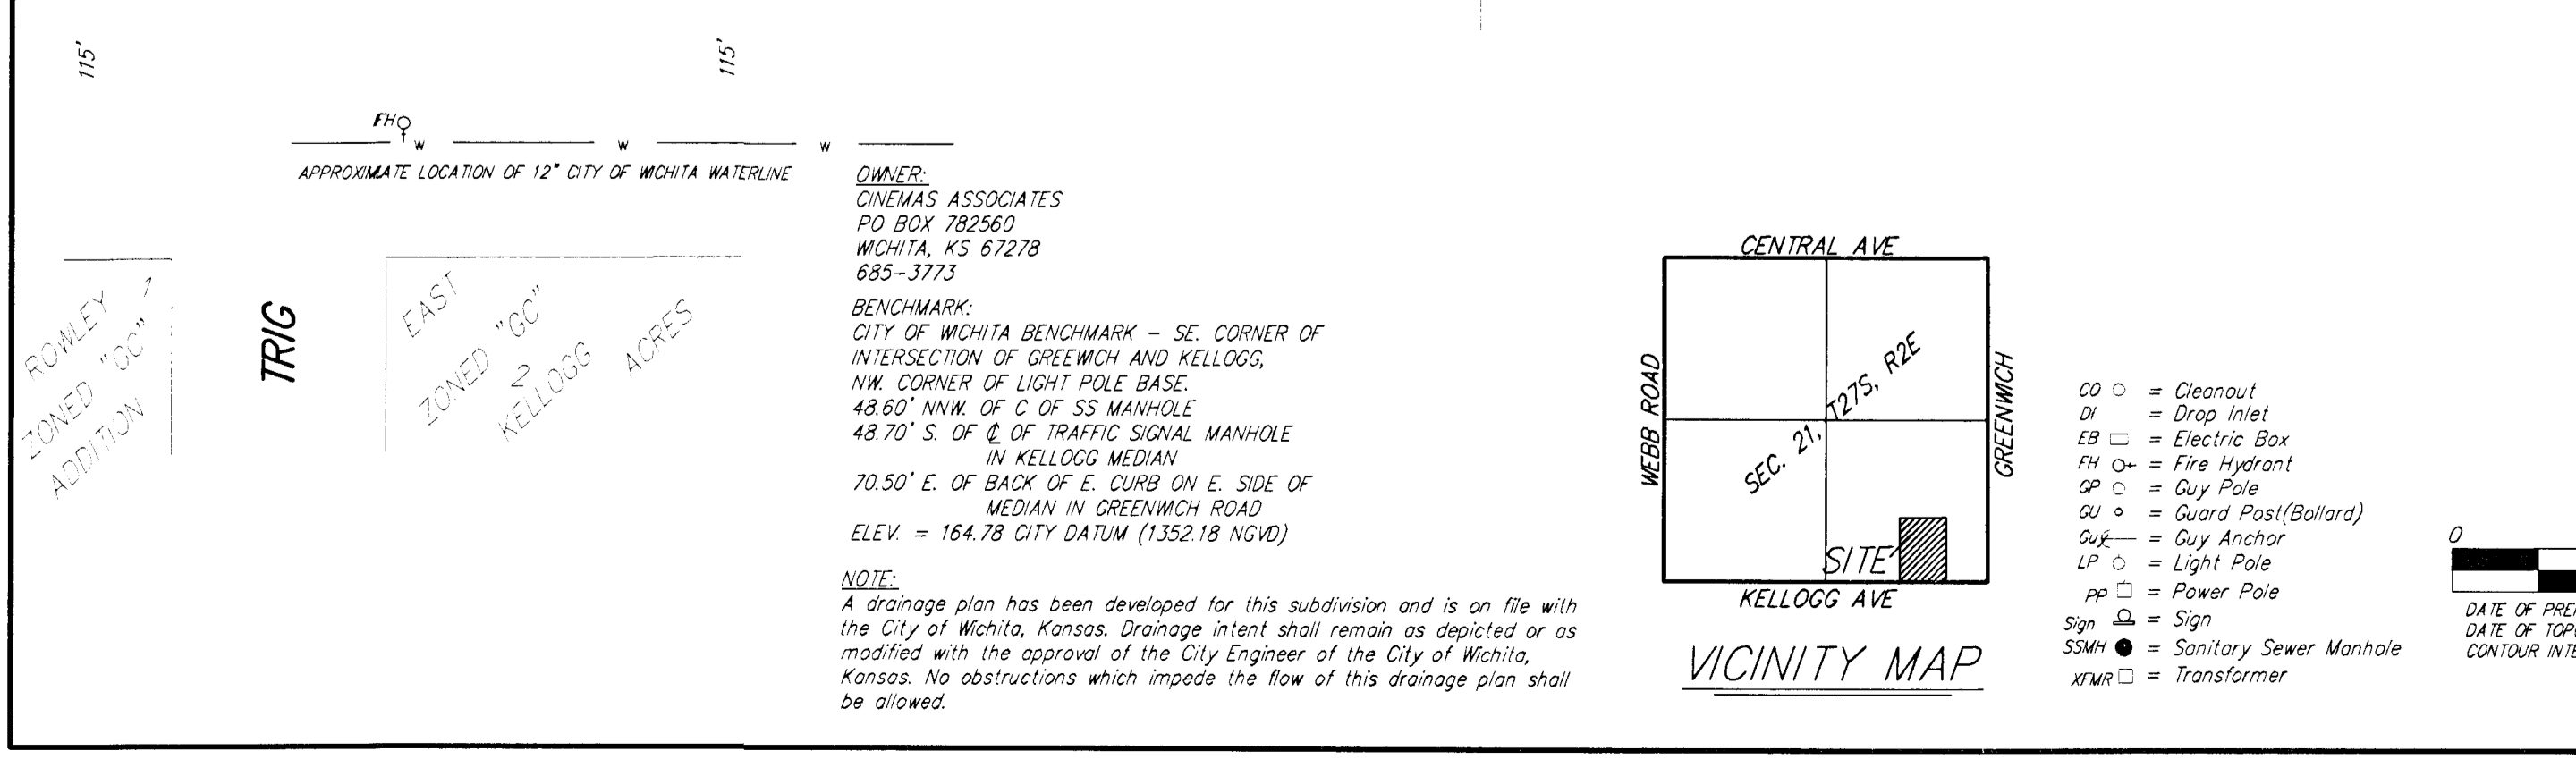 115'
115'
FH
W W W
APPROXIMATE LOCATION OF 12" CITY OF WICHITA WATERLINE
ROWLEY 1
ZONED "GC"
ADDITION
TRIG
EAST
ZONED "GC"
2
KELLOGG ACRES
OWNER:
CINEMAS ASSOCIATES
PO BOX 782560
WICHITA, KS 67278
685-3773
BENCHMARK:
CITY OF WICHITA BENCHMARK - SE. CORNER OF
INTERSECTION OF GREEWICH AND KELLOGG,
NW. CORNER OF LIGHT POLE BASE.
48.60' NNW. OF C OF SS MANHOLE
48.70' S. OF ℄ OF TRAFFIC SIGNAL MANHOLE
IN KELLOGG MEDIAN
70.50' E. OF BACK OF E. CURB ON E. SIDE OF
MEDIAN IN GREENWICH ROAD
ELEV. = 164.78 CITY DATUM (1352.18 NGVD)
NOTE:
A drainage plan has been developed for this subdivision and is on file with
the City of Wichita, Kansas. Drainage intent shall remain as depicted or as
modified with the approval of the City Engineer of the City of Wichita,
Kansas. No obstructions which impede the flow of this drainage plan shall
be allowed.
CENTRAL AVE
WEBB ROAD
SEC. 21, T27S, R2E
GREENWICH
SITE
KELLOGG AVE
VICINITY MAP
CO = Cleanout
DI = Drop Inlet
EB = Electric Box
FH = Fire Hydrant
GP = Guy Pole
GU = Guard Post(Bollard)
Guy = Guy Anchor
LP = Light Pole
PP = Power Pole
Sign = Sign
SSMH = Sanitary Sewer Manhole
XFMR = Transformer
0
DATE OF PRE
DATE OF TOP
CONTOUR INTE